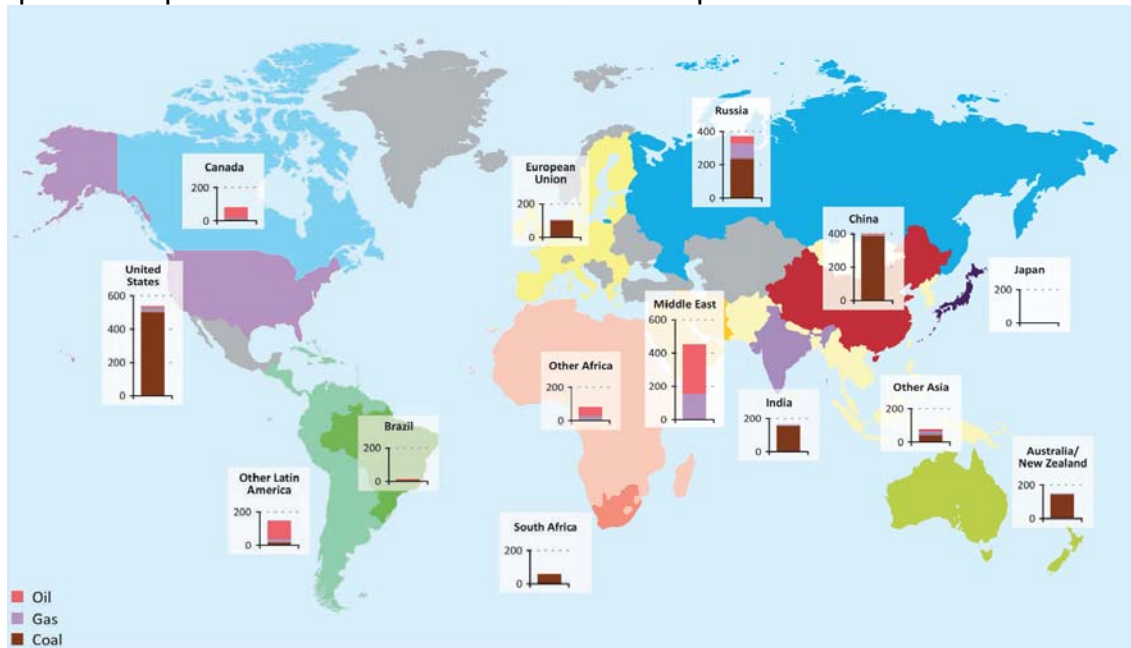 Canada
200
0
United
States
600
400
200
0
European
Union
200
0
Russia
400
200
0
China
400
200
0
Japan
200
0
Middle East
600
400
200
0
Other Africa
200
0
India
200
0
Other Asia
200
0
Australia/
New Zealand
200
0
Brazil
200
0
Other Latin
America
200
0
South Africa
200
0
Oil
Gas
Coal